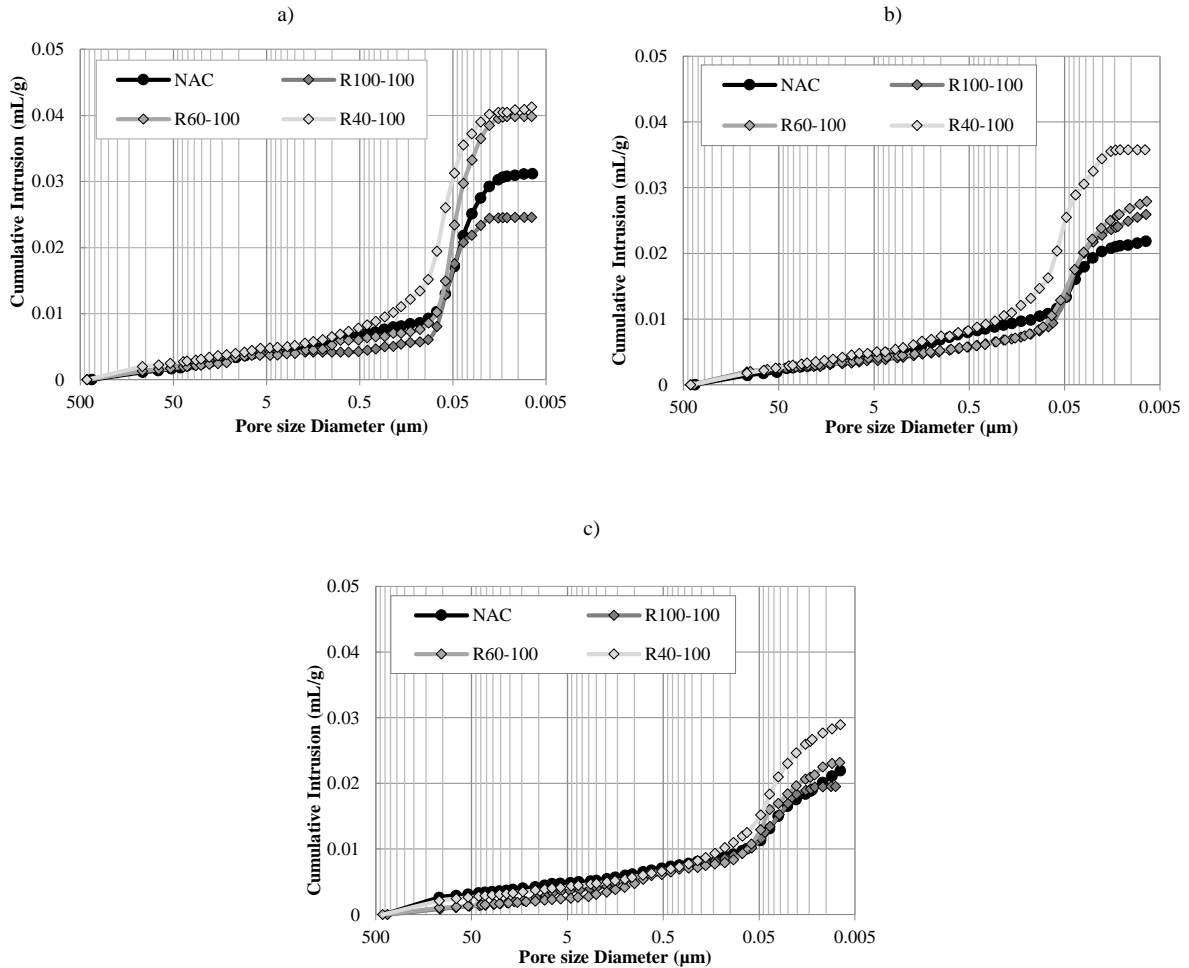 a)
0.05
0.04
0.03
0.02
0.01
0
Cumulative Intrusion (mL/g)
NAC R100-100
R60-100 R40-100
500 50 5 0.5 0.05 0.005
Pore size Diameter (µm)
b)
0.05
0.04
0.03
0.02
0.01
0
Cumulative Intrusion (mL/g)
NAC R100-100
R60-100 R40-100
500 50 5 0.5 0.05 0.005
Pore size Diameter (µm)
c)
0.05
0.04
0.03
0.02
0.01
0
Cumulative Intrusion (mL/g)
NAC R100-100
R60-100 R40-100
500 50 5 0.5 0.05 0.005
Pore size Diameter (µm)